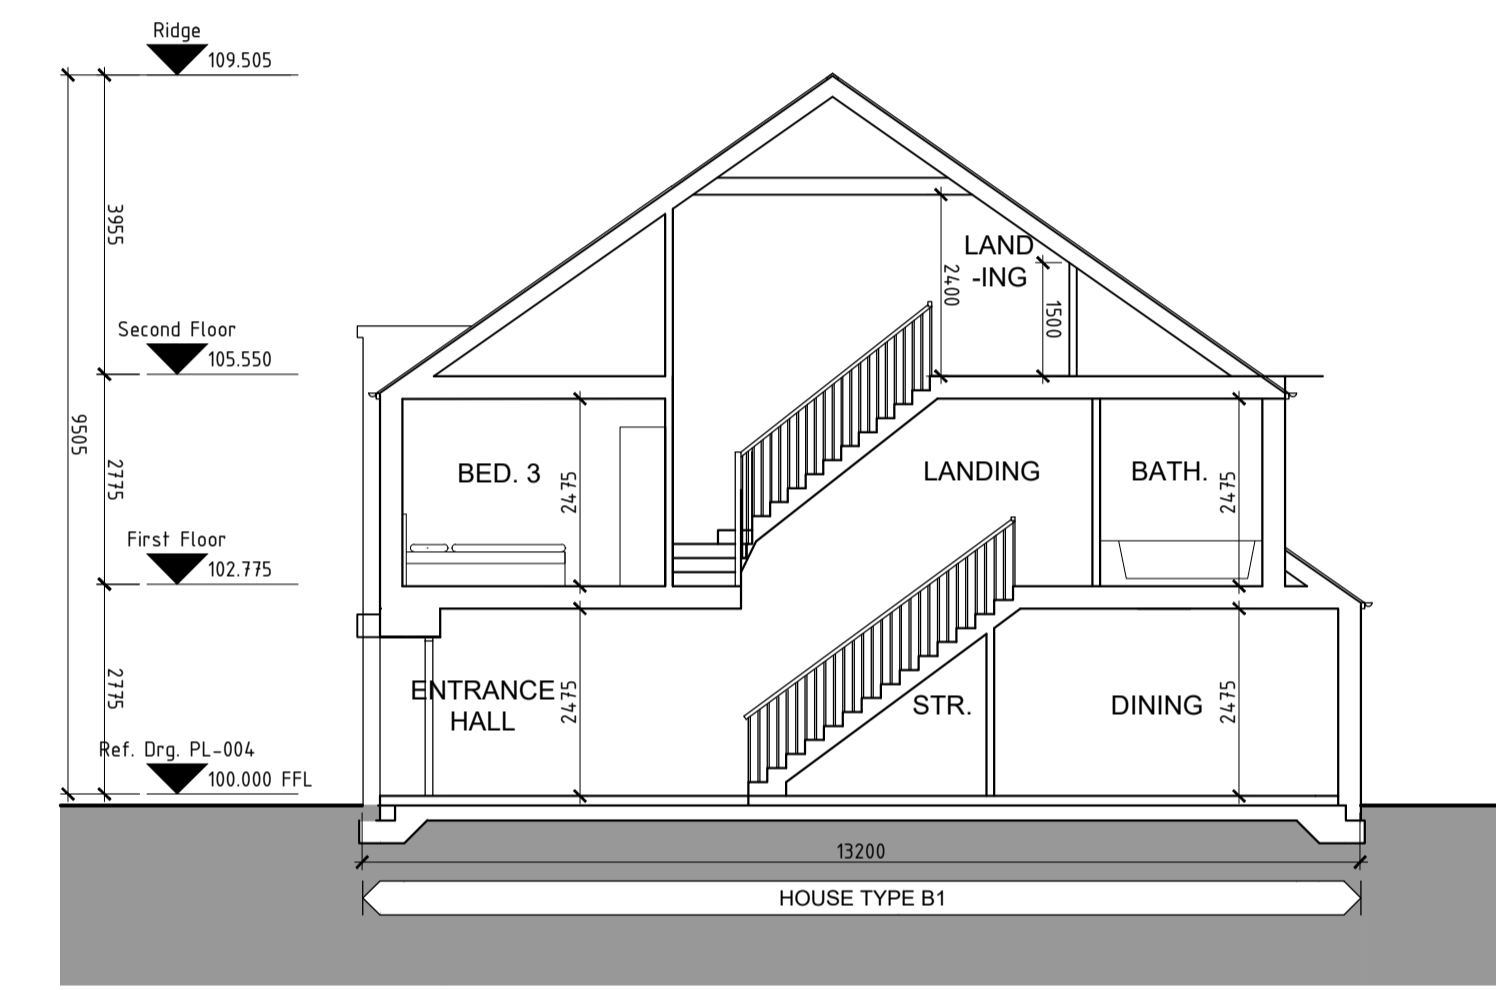 Ridge
109.505
3955
Second Floor
105.550
9505
2775
First Floor
102.775
2775
Ref. Drg. PL-004
100.000 FFL
LAND
-ING
2400
1500
BED. 3
2475
LANDING
BATH.
2475
ENTRANCE
HALL
2475
STR.
DINING
2475
13200
HOUSE TYPE B1